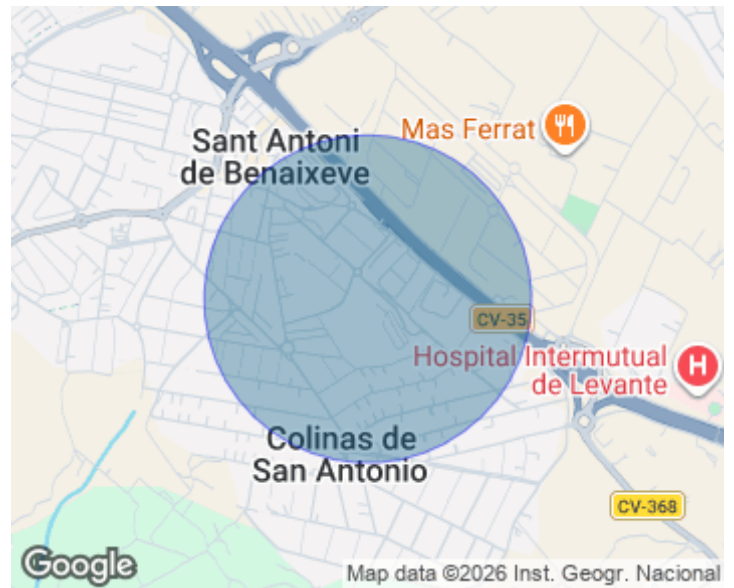 Mas Ferrat
Sant Antoni
de Benaixeve
CV-35
Hospital Intermutual
de Levante
H
Colinas de
San Antonio
CV-368
Google
Map data ©2026 Inst. Geogr. Nacional